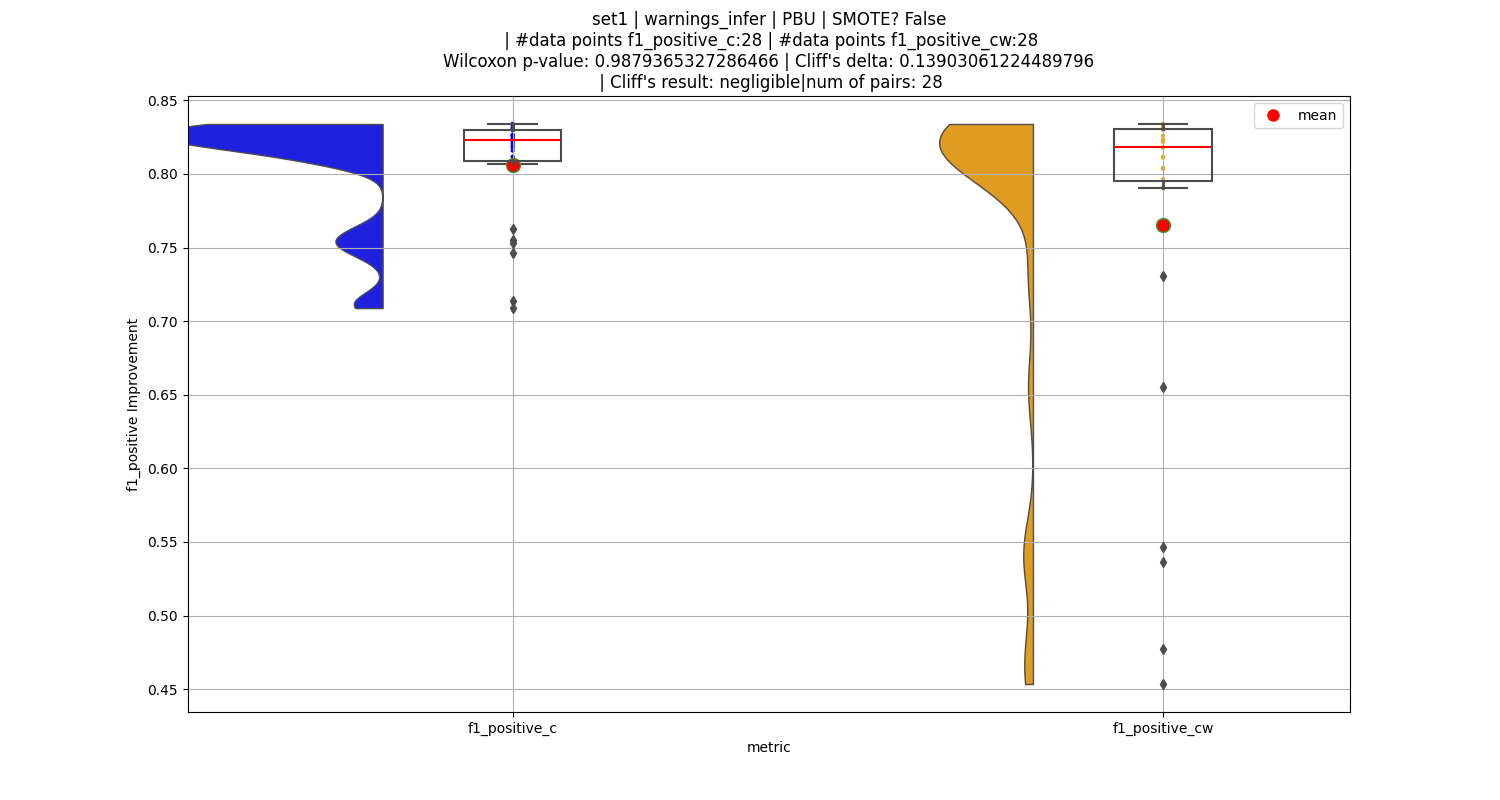 set1 | warnings_infer | PBU | SMOTE? False
| #data points f1_positive_c:28 | #data points f1_positive_cw:28
Wilcoxon p-value: 0.9879365327286466 | Cliff's delta: 0.13903061224489796
| Cliff's result: negligible|num of pairs: 28
mean
0.85
0.80
0.75
0.70
0.65
0.60
0.55
0.50
0.45
f1_positive Improvement
f1_positive_c
f1_positive_cw
metric